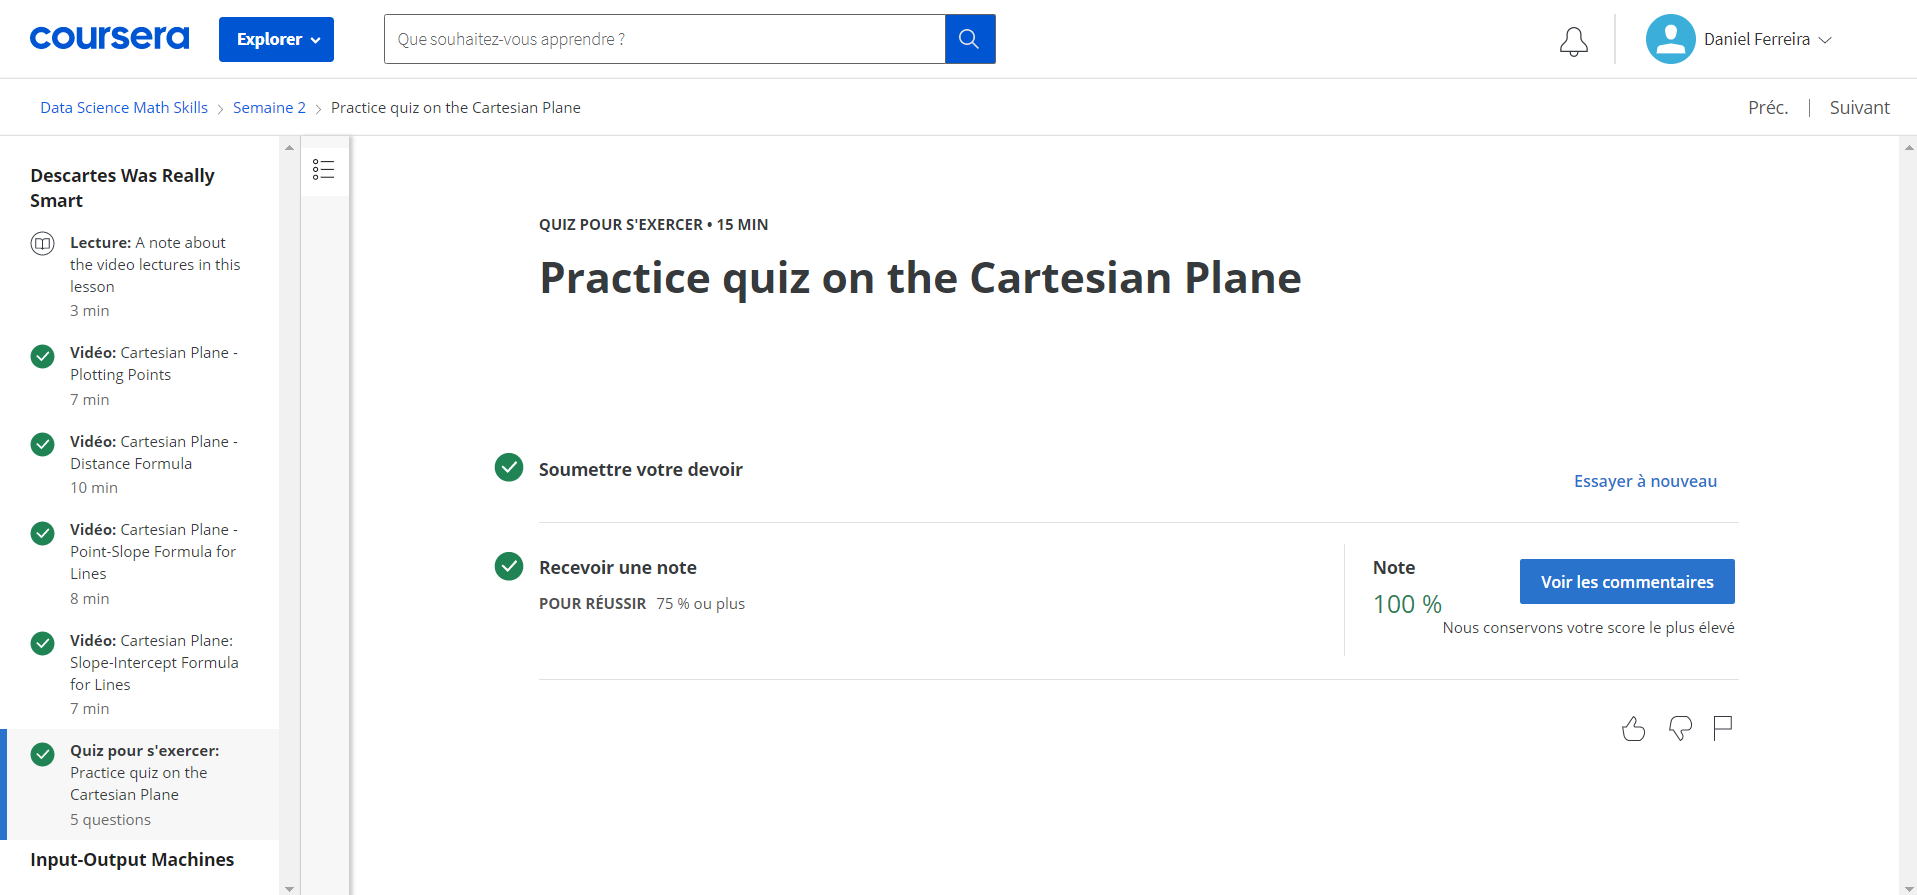 coursera
Explorer
Que souhaitez-vous apprendre ?
Daniel Ferreira
Data Science Math Skills
Semaine 2
Practice quiz on the Cartesian Plane
Préc.
Suivant
Descartes Was Really
Smart
Lecture: A note about
the video lectures in this
lesson
3 min
Vidéo: Cartesian Plane -
Plotting Points
7 min
Vidéo: Cartesian Plane -
Distance Formula
10 min
Vidéo: Cartesian Plane -
Point-Slope Formula for
Lines
8 min
Vidéo: Cartesian Plane:
Slope-Intercept Formula
for Lines
7 min
Quiz pour s'exercer:
Practice quiz on the
Cartesian Plane
5 questions
Input-Output Machines
QUIZ POUR S'EXERCER • 15 MIN
Practice quiz on the Cartesian Plane
Soumettre votre devoir
Essayer à nouveau
Recevoir une note
POUR RÉUSSIR 75 % ou plus
Note
100 %
Voir les commentaires
Nous conservons votre score le plus élevé